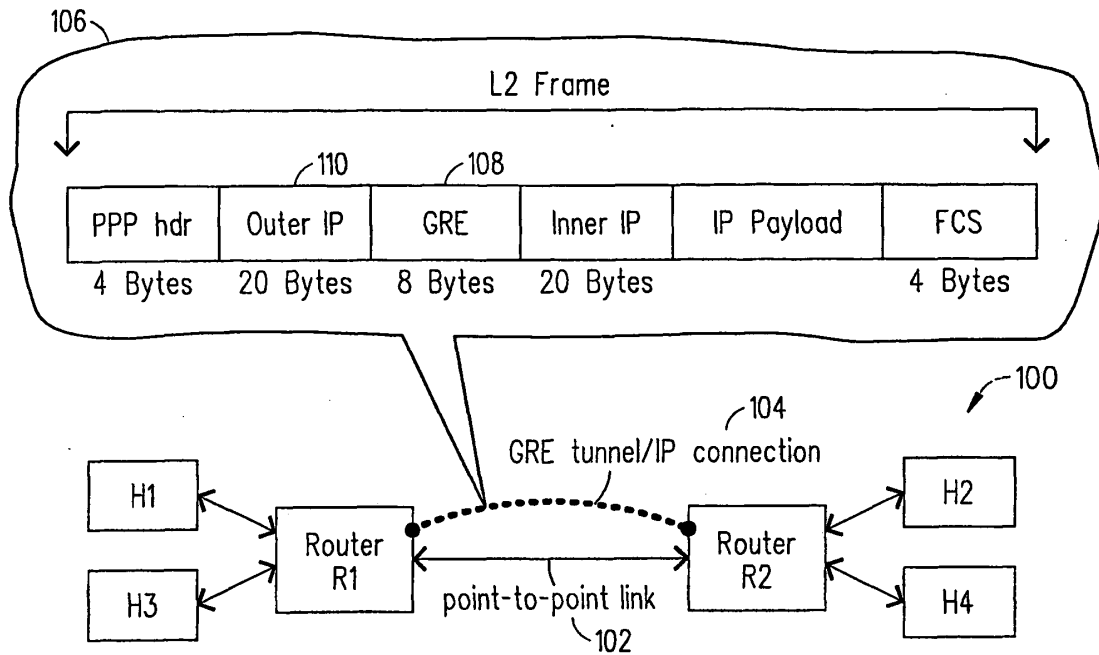 106
L2 Frame
110 108
PPP hdr Outer IP GRE Inner IP IP Payload FCS
4 Bytes 20 Bytes 8 Bytes 20 Bytes 4 Bytes
100
104
GRE tunnel/IP connection
H1 H2
Router R1
Router R2
point-to-point link
102
H3 H4